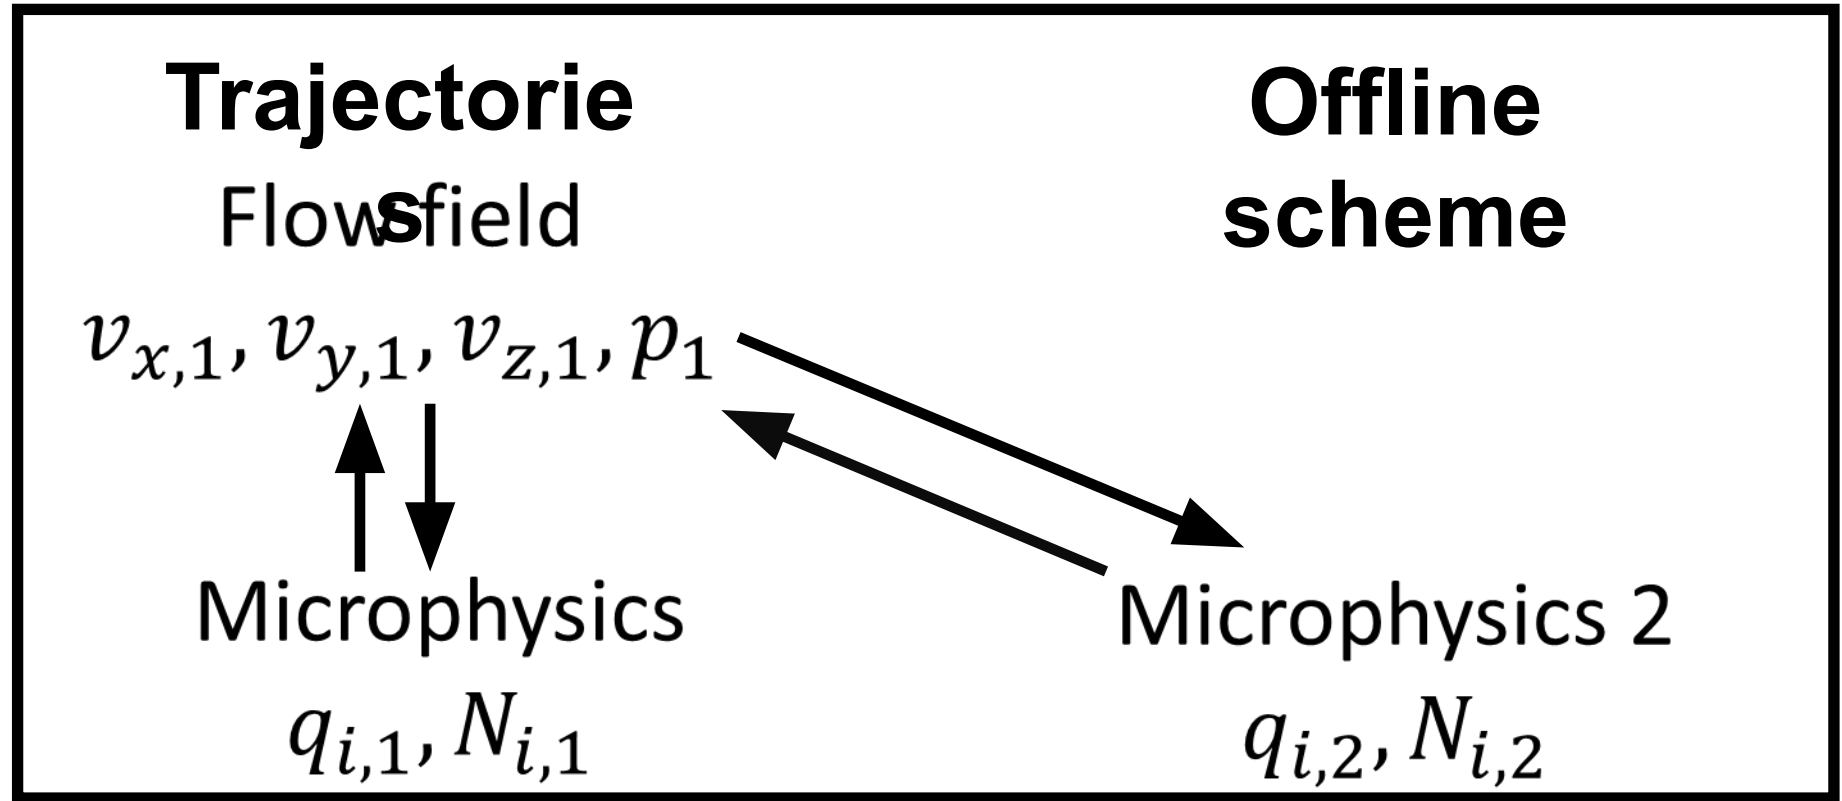 Trajectorie
s
Flow field
v_{x,1}, v_{y,1}, v_{z,1}, p_1
Microphysics
q_{i,1}, N_{i,1}
Offline
scheme
Microphysics 2
q_{i,2}, N_{i,2}